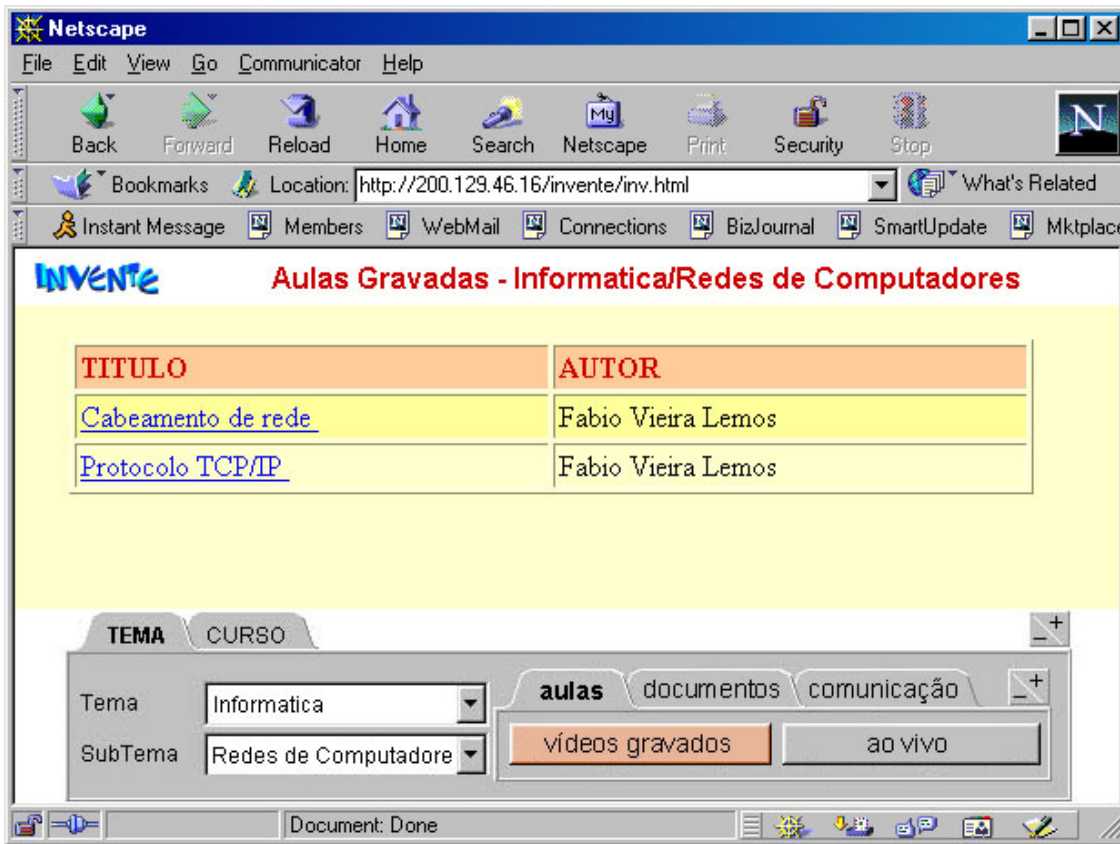 Netscape
File Edit View Go Communicator Help
My N
Back Forward Reload Home Search Netscape Print Security Stop
Bookmarks Location: http://200.129.46.16/invente/inv.html What's Related
Instant Message Members WebMail Connections BizJournal SmartUpdate Mktplace
INVENTE Aulas Gravadas - Informatica/Redes de Computadores
TITULO AUTOR
Cabeamento de rede Fabio Vieira Lemos
Protocolo TCP/IP Fabio Vieira Lemos
TEMA CURSO
Tema Informatica aulas documentos comunicação
SubTema Redes de Computadore vídeos gravados ao vivo
Document: Done